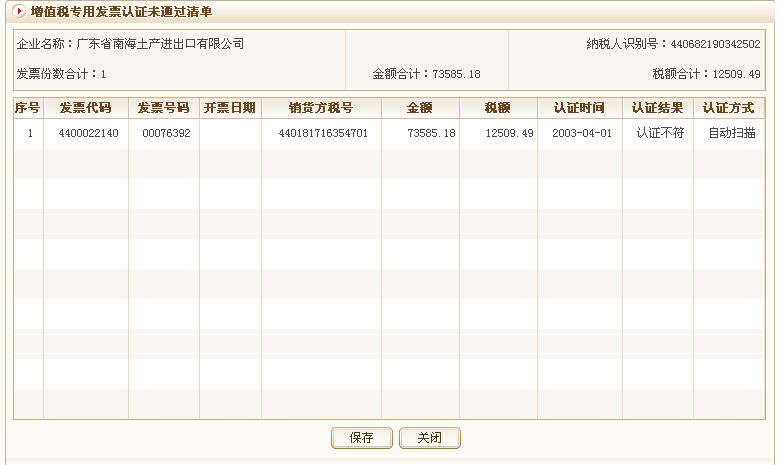 增值税专用发票认证未通过清单
企业名称：广东省南海土产进出口有限公司 纳税人识别号：440682190342502
发票份数合计：1 金额合计：73585.18 税额合计：12509.49
序号 发票代码 发票号码 开票日期 销货方税号 金额 税额 认证时间 认证结果 认证方式
1 4400022140 00076392 440181716354701 73585.18 12509.49 2003-04-01 认证不符 自动扫描
保存 关闭